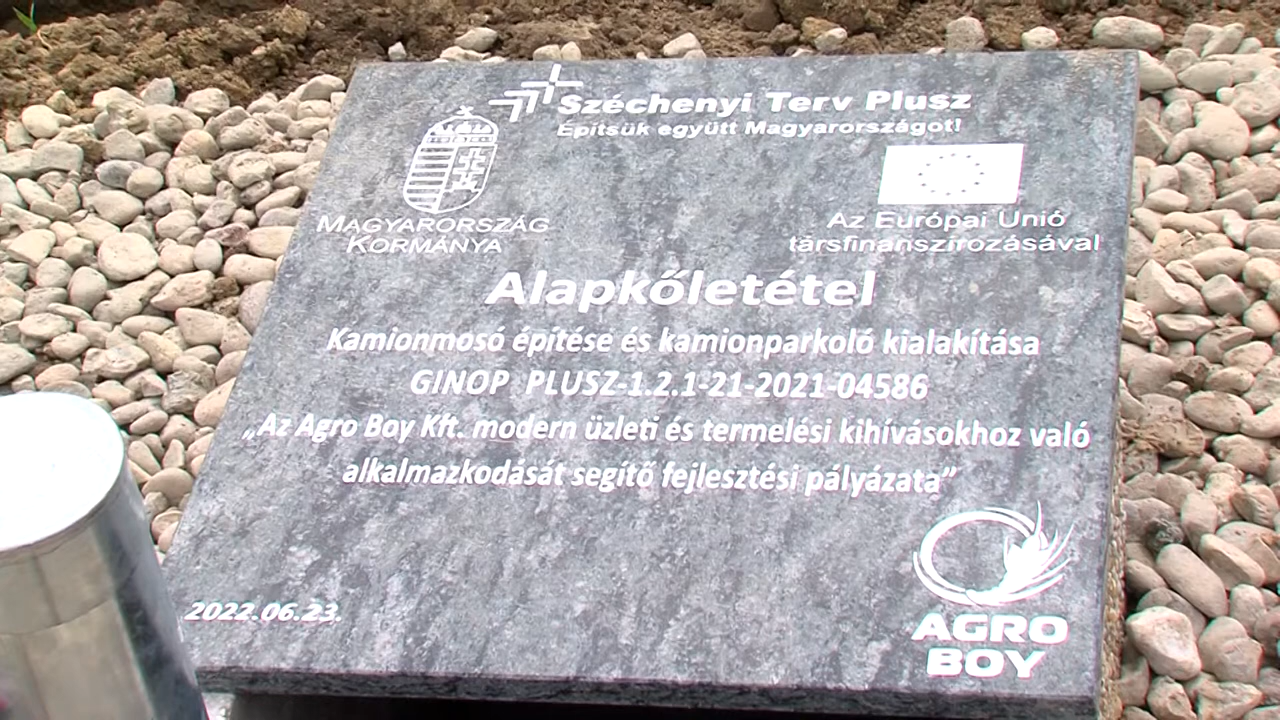 Széchenyi Terv Plusz
Építsük együtt Magyarországot!
MAGYARORSZÁG
KORMÁNYA
Az Európai Unió
társfinanszírozásával
Alapkőletétel
Kamionmosó építése és kamionparkoló kialakítása
GINOP PLUSZ-1.2.1-21-2021-04586
„Az Agro Boy Kft. modern üzleti és termelési kihívásokhoz való
alkalmazkodását segítő fejlesztési pályázata”
2022.06.23.
AGRO
BOY